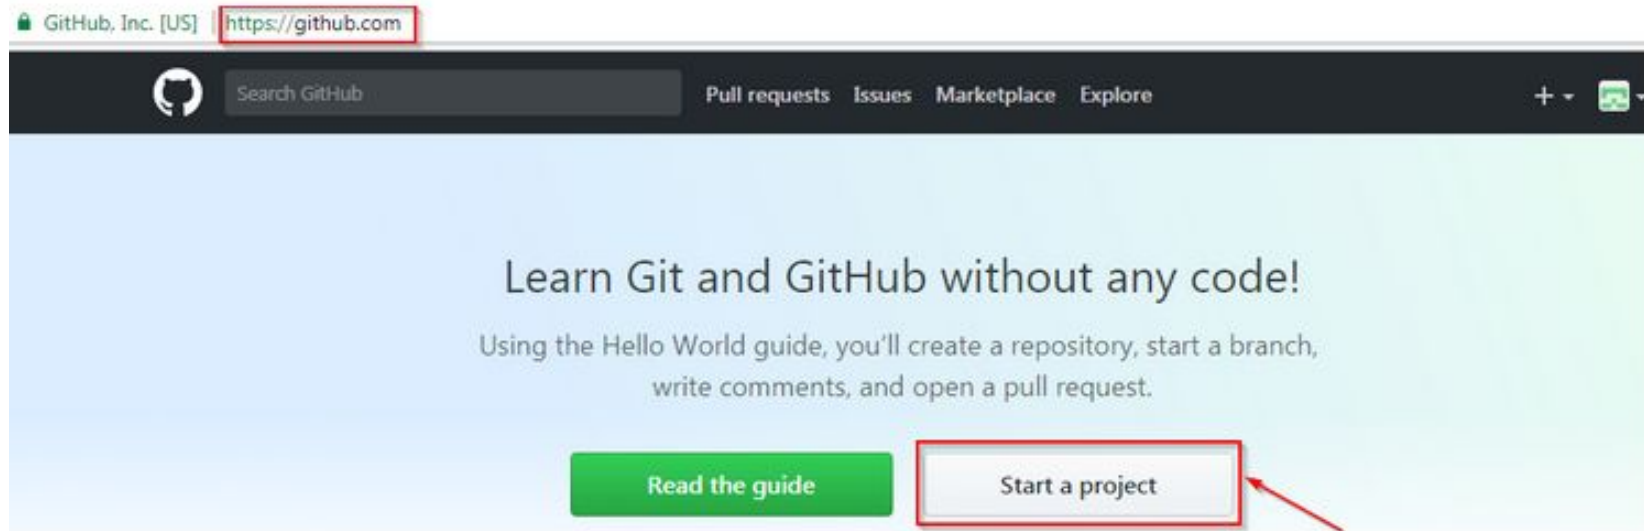 GitHub, Inc. [US] https://github.com
Search GitHub Pull requests Issues Marketplace Explore
Learn Git and GitHub without any code!
Using the Hello World guide, you'll create a repository, start a branch,
write comments, and open a pull request.
Read the guide Start a project